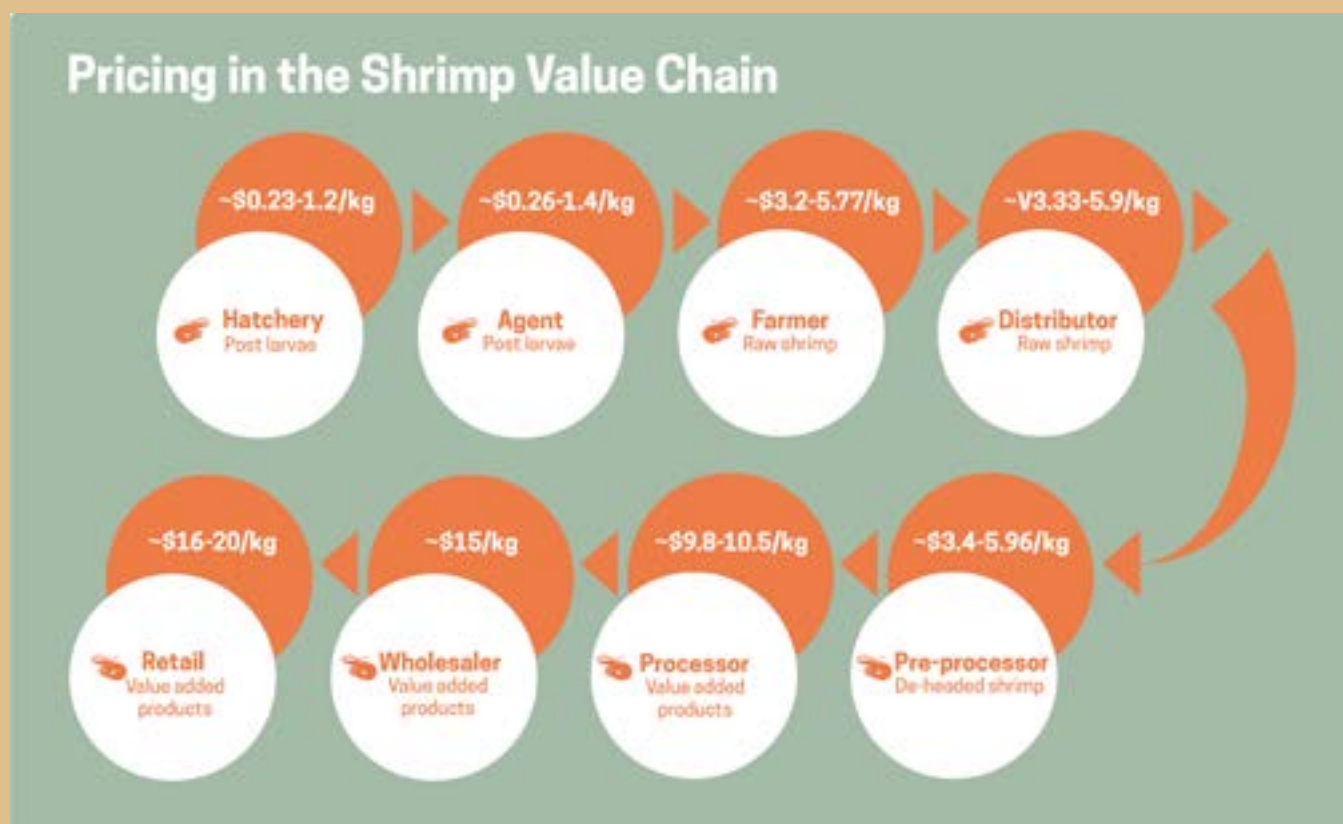 Pricing in the Shrimp Value Chain
~$0.23-1.2/kg
Hatchery
Post larvae
~$0.26-1.4/kg
Agent
Post larvae
~$3.2-5.77/kg
Farmer
Raw shrimp
~V3.33-5.9/kg
Distributor
Raw shrimp
~$3.4-5.96/kg
Pre-processor
De-headed shrimp
~$9.8-10.5/kg
Processor
Value added
products
~$15/kg
Wholesaler
Value added
products
~$16-20/kg
Retail
Value added
products